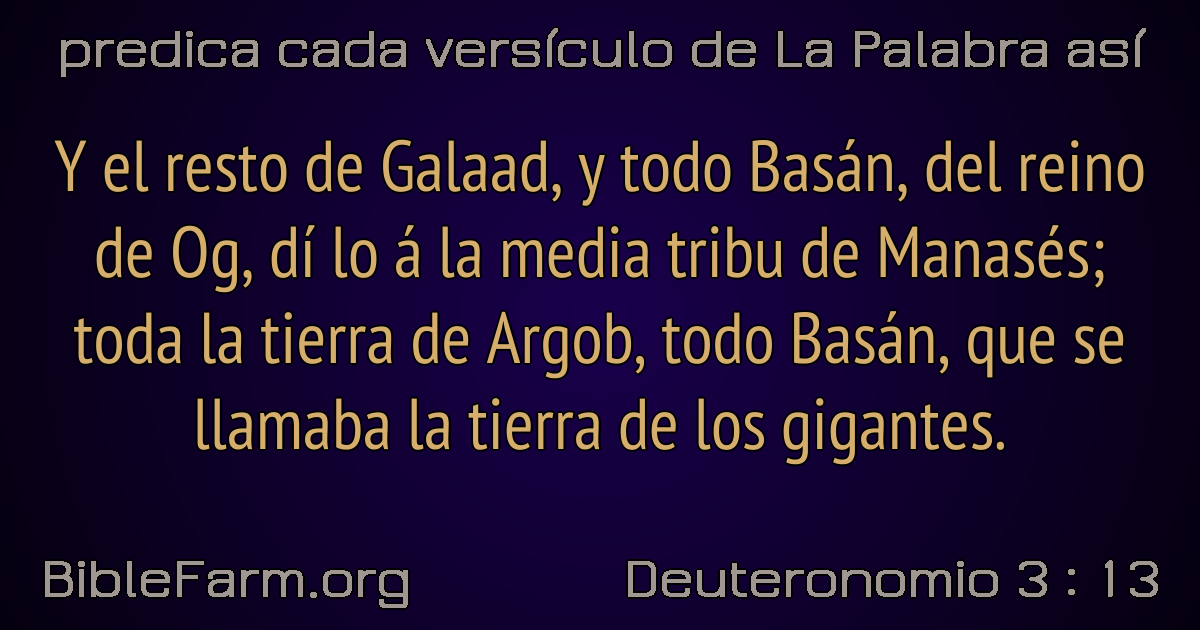 predica cada versículo de La Palabra así
Y el resto de Galaad, y todo Basán, del reino
de Og, dí lo á la media tribu de Manasés;
toda la tierra de Argob, todo Basán, que se
llamaba la tierra de los gigantes.
BibleFarm.org
Deuteronomio 3 : 13